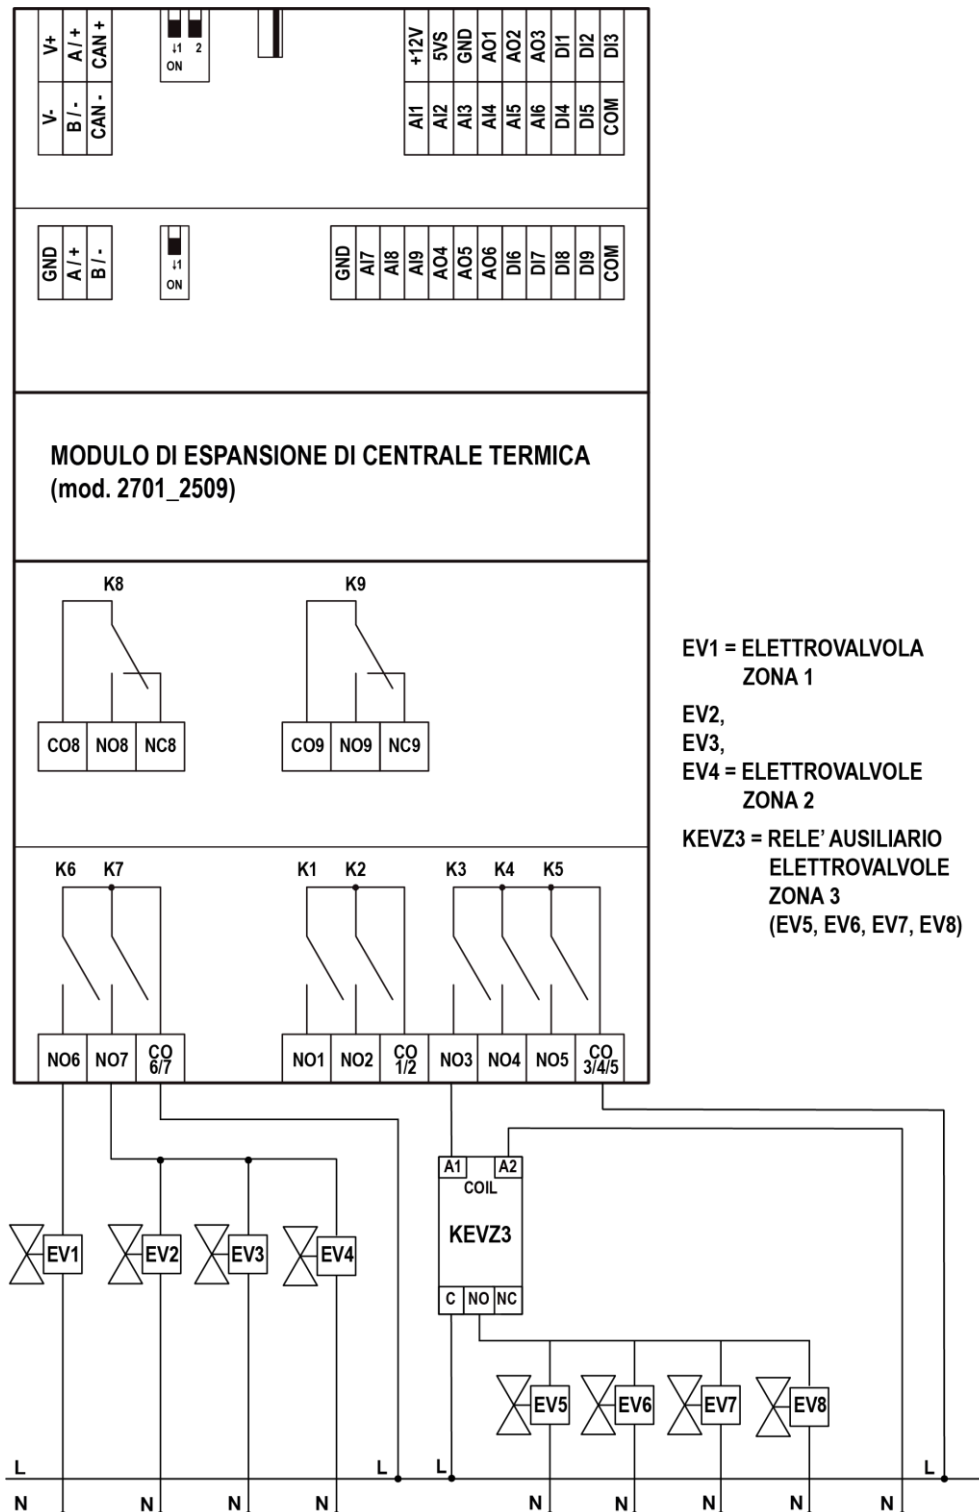 V+ A / + CAN +
↓1 2
ON
+12V 5VS GND AO1 AO2 AO3 DI1 DI2 DI3
V- B / - CAN -
AI1 AI2 AI3 AI4 AI5 AI6 DI4 DI5 COM
GND A / + B / -
↓1
ON
GND AI7 AI8 AI9 AO4 AO5 AO6 DI6 DI7 DI8 DI9 COM
MODULO DI ESPANSIONE DI CENTRALE TERMICA
(mod. 2701_2509)
K8 K9
CO8 NO8 NC8 CO9 NO9 NC9
EV1 = ELETTROVALVOLA
ZONA 1
EV2,
EV3,
EV4 = ELETTROVALVOLE
ZONA 2
KEVZ3 = RELE’ AUSILIARIO
ELETTROVALVOLE
ZONA 3
(EV5, EV6, EV7, EV8)
K6 K7 K1 K2 K3 K4 K5
NO6 NO7 CO 6/7 NO1 NO2 CO 1/2 NO3 NO4 NO5 CO 3/4/5
A1 A2
COIL
KEVZ3
EV1 EV2 EV3 EV4
C NO NC
EV5 EV6 EV7 EV8
L L L L
N N N N N N N N N